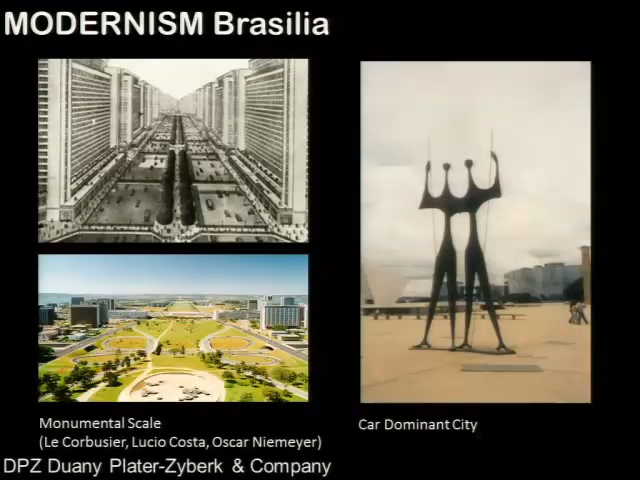 MODERNISM Brasilia
Monumental Scale
(Le Corbusier, Lucio Costa, Oscar Niemeyer)
Car Dominant City
DPZ Duany Plater-Zyberk & Company